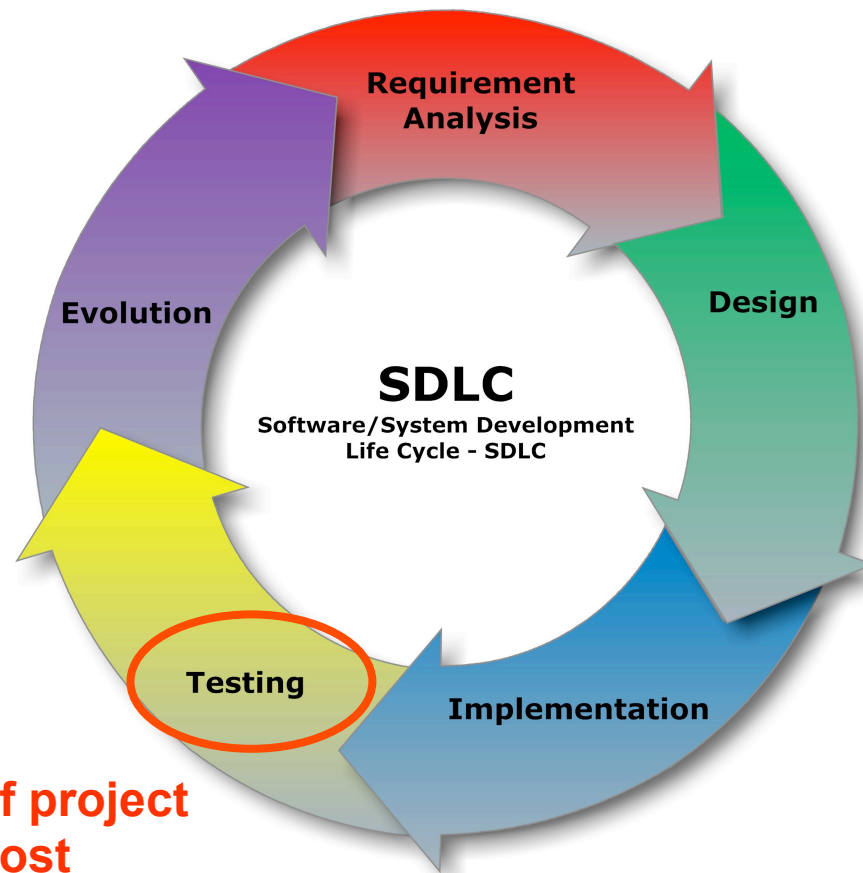 Requirement
Analysis
Design
Evolution
SDLC
Software/System Development
Life Cycle - SDLC
Testing
Implementation
f project
ost